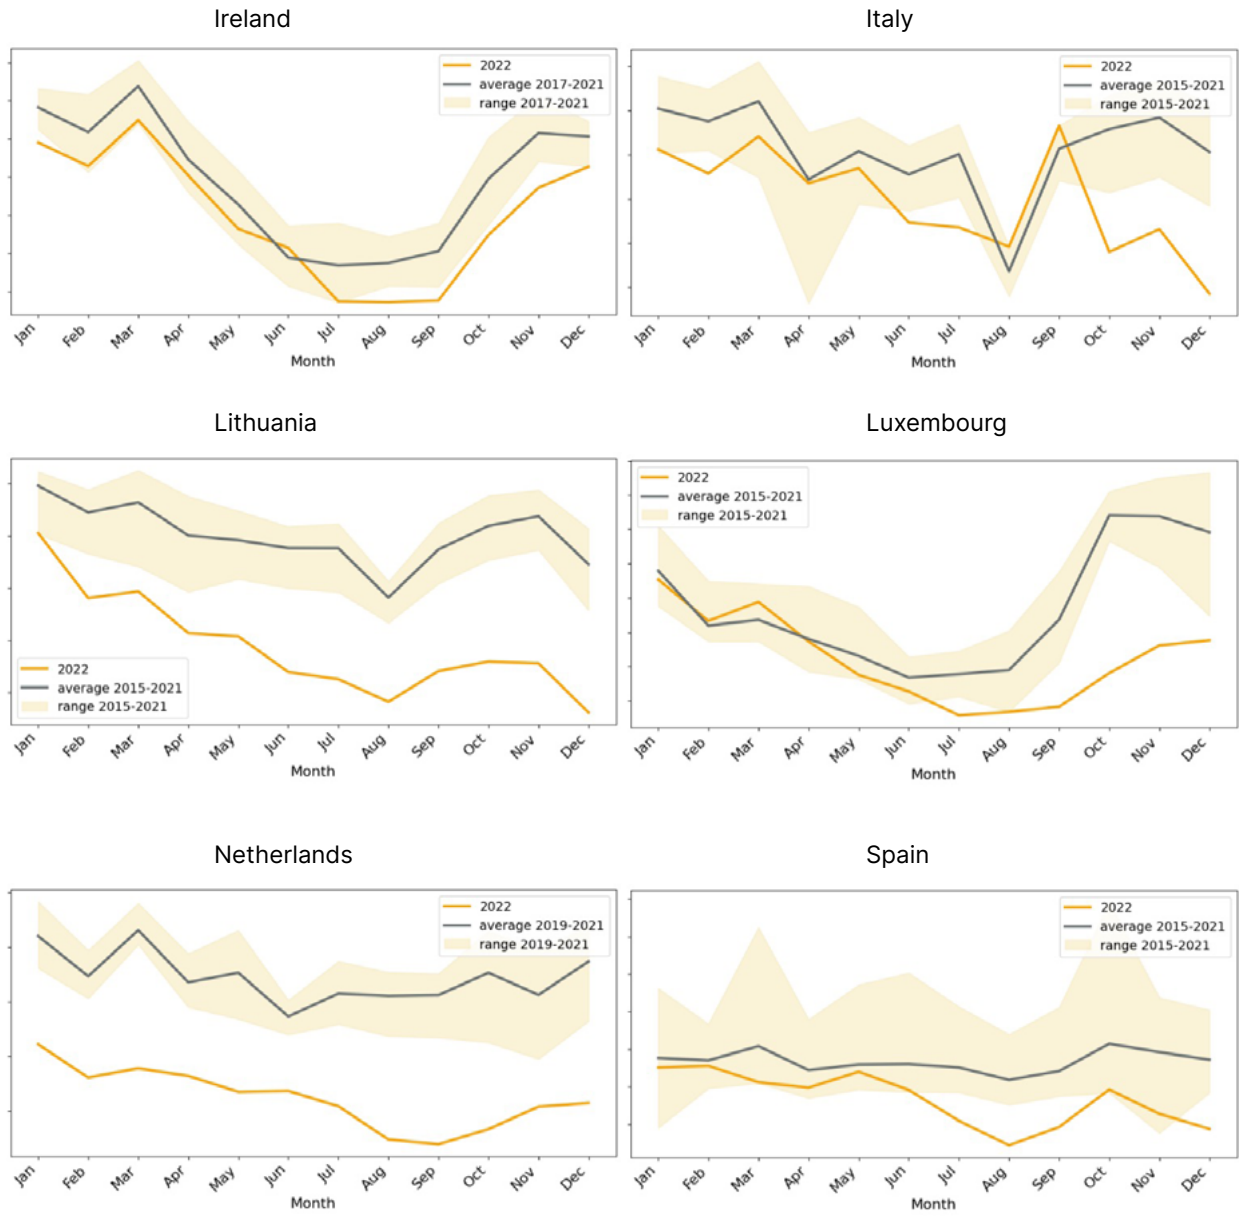 Ireland
2022
average 2017-2021
range 2017-2021
Jan Feb Mar Apr May Jun Jul Aug Sep Oct Nov Dec
Month
Italy
2022
average 2015-2021
range 2015-2021
Jan Feb Mar Apr May Jun Jul Aug Sep Oct Nov Dec
Month
Lithuania
2022
average 2015-2021
range 2015-2021
Jan Feb Mar Apr May Jun Jul Aug Sep Oct Nov Dec
Month
Luxembourg
2022
average 2015-2021
range 2015-2021
Jan Feb Mar Apr May Jun Jul Aug Sep Oct Nov Dec
Month
Netherlands
2022
average 2019-2021
range 2019-2021
Jan Feb Mar Apr May Jun Jul Aug Sep Oct Nov Dec
Month
Spain
2022
average 2015-2021
range 2015-2021
Jan Feb Mar Apr May Jun Jul Aug Sep Oct Nov Dec
Month